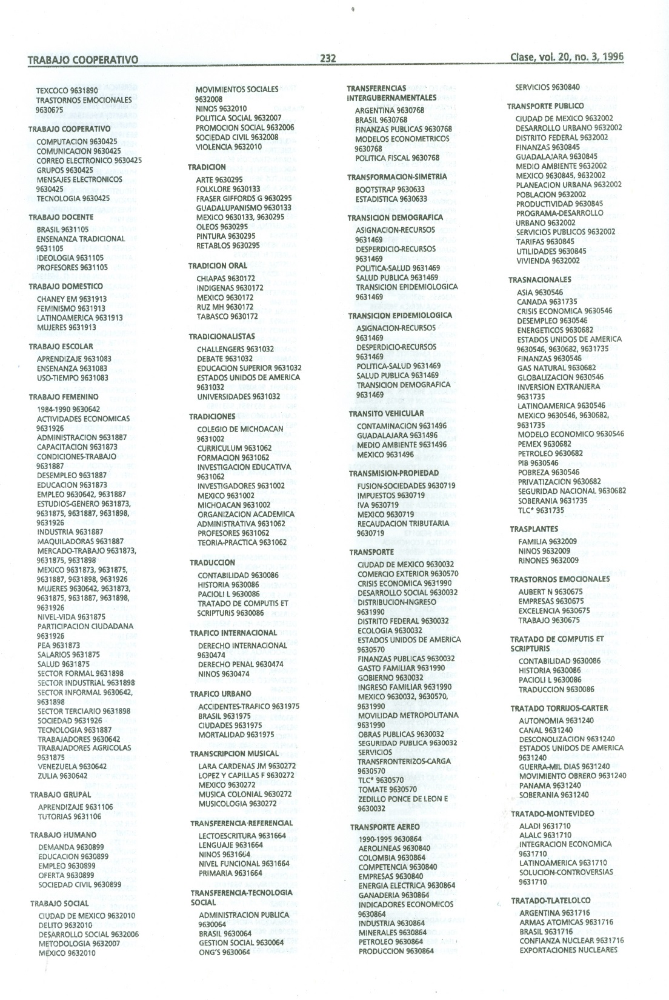 TRABAJO COOPERATIVO
232
Clase, vol. 20, no. 3, 1996
TEXCOCO 9631890
TRASTORNOS EMOCIONALES
9630675
TRABAJO COOPERATIVO
COMPUTACION 9630425
COMUNICACION 9630425
CORREO ELECTRONICO 9630425
GRUPOS 9630425
MENSAJES ELECTRONICOS
9630425
TECNOLOGIA 9630425
TRABAJO DOCENTE
BRASIL 9631105
ENSENANZA TRADICIONAL
9631105
IDEOLOGIA 9631105
PROFESORES 9631105
TRABAJO DOMESTICO
CHANEY EM 9631913
FEMINISMO 9631913
LATINOAMERICA 9631913
MUJERES 9631913
TRABAJO ESCOLAR
APRENDIZAJE 9631083
ENSENANZA 9631083
USO-TIEMPO 9631083
TRABAJO FEMENINO
1984-1990 9630642
ACTIVIDADES ECONOMICAS
9631926
ADMINISTRACION 9631887
CAPACITACION 9631873
CONDICIONES-TRABAJO
9631887
DESEMPLEO 9631887
EDUCACION 9631873
EMPLEO 9630642, 9631887
ESTUDIOS-GENERO 9631873,
9631875, 9631887, 9631898,
9631926
INDUSTRIA 9631887
MAQUILADORAS 9631887
MERCADO-TRABAJO 9631873,
9631875, 9631898
MEXICO 9631873, 9631875,
9631887, 9631898, 9631926
MUJERES 9630642, 9631873,
9631875, 9631887, 9631898,
9631926
NIVEL-VIDA 9631875
PARTICIPACION CIUDADANA
9631926
PEA 9631873
SALARIOS 9631875
SALUD 9631875
SECTOR FORMAL 9631898
SECTOR INDUSTRIAL 9631898
SECTOR INFORMAL 9630642,
9631898
SECTOR TERCIARIO 9631898
SOCIEDAD 9631926
TECNOLOGIA 9631887
TRABAJADORES 9630642
TRABAJADORES AGRICOLAS
9631875
VENEZUELA 9630642
ZULIA 9630642
TRABAJO GRUPAL
APRENDIZAJE 9631106
TUTORIAS 9631106
TRABAJO HUMANO
DEMANDA 9630899
EDUCACION 9630899
EMPLEO 9630899
OFERTA 9630899
SOCIEDAD CIVIL 9630899
TRABAJO SOCIAL
CIUDAD DE MEXICO 9632010
DELITO 9632010
DESARROLLO SOCIAL 9632006
METODOLOGIA 9632007
MEXICO 9632010
MOVIMIENTOS SOCIALES
9632008
NINOS 9632010
POLITICA SOCIAL 9632007
PROMOCION SOCIAL 9632006
SOCIEDAD CIVIL 9632008
VIOLENCIA 9632010
TRADICION
ARTE 9630295
FOLKLORE 9630133
FRASER GIFFORDS G 9630295
GUADALUPANISMO 9630133
MEXICO 9630133, 9630295
OLEOS 9630295
PINTURA 9630295
RETABLOS 9630295
TRADICION ORAL
CHIAPAS 9630172
INDIGENAS 9630172
MEXICO 9630172
RUZ MH 9630172
TABASCO 9630172
TRADICIONALISTAS
CHALLENGERS 9631032
DEBATE 9631032
EDUCACION SUPERIOR 9631032
ESTADOS UNIDOS DE AMERICA
9631032
UNIVERSIDADES 9631032
TRADICIONES
COLEGIO DE MICHOACAN
9631002
CURRICULUM 9631062
FORMACION 9631062
INVESTIGACION EDUCATIVA
9631062
INVESTIGADORES 9631002
MEXICO 9631002
MICHOACAN 9631002
ORGANIZACION ACADEMICA
ADMINISTRATIVA 9631062
PROFESORES 9631062
TEORIA-PRACTICA 9631062
TRADUCCION
CONTABILIDAD 9630086
HISTORIA 9630086
PACIOLI L 9630086
TRATADO DE COMPUTIS ET
SCRIPTURIS 9630086
TRAFICO INTERNACIONAL
DERECHO INTERNACIONAL
9630474
DERECHO PENAL 9630474
NINOS 9630474
TRAFICO URBANO
ACCIDENTES-TRAFICO 9631975
BRASIL 9631975
CIUDADES 9631975
MORTALIDAD 9631975
TRANSCRIPCION MUSICAL
LARA CARDENAS JM 9630272
LOPEZ Y CAPILLAS F 9630272
MEXICO 9630272
MUSICA COLONIAL 9630272
MUSICOLOGIA 9630272
TRANSFERENCIA-REFERENCIAL
LECTOESCRITURA 9631664
LENGUAJE 9631664
NINOS 9631664
NIVEL FUNCIONAL 9631664
PRIMARIA 9631664
TRANSFERENCIA-TECNOLOGIA
SOCIAL
ADMINISTRACION PUBLICA
9630064
BRASIL 9630064
GESTION SOCIAL 9630064
ONG'S 9630064
TRANSFERENCIAS
INTERGUBERNAMENTALES
ARGENTINA 9630768
BRASIL 9630768
FINANZAS PUBLICAS 9630768
MODELOS ECONOMETRICOS
9630768
POLITICA FISCAL 9630768
TRANSFORMACION-SIMETRIA
BOOTSTRAP 9630633
ESTADISTICA 9630633
TRANSICION DEMOGRAFICA
ASIGNACION-RECURSOS
9631469
DESPERDICIO-RECURSOS
9631469
POLITICA-SALUD 9631469
SALUD PUBLICA 9631469
TRANSICION EPIDEMIOLOGICA
9631469
TRANSICION EPIDEMIOLOGICA
ASIGNACION-RECURSOS
9631469
DESPERDICIO-RECURSOS
9631469
POLITICA-SALUD 9631469
SALUD PUBLICA 9631469
TRANSICION DEMOGRAFICA
9631469
TRANSITO VEHICULAR
CONTAMINACION 9631496
GUADALAJARA 9631496
MEDIO AMBIENTE 9631496
MEXICO 9631496
TRANSMISION-PROPIEDAD
FUSION-SOCIEDADES 9630719
IMPUESTOS 9630719
IVA 9630719
MEXICO 9630719
RECAUDACION TRIBUTARIA
9630719
TRANSPORTE
CIUDAD DE MEXICO 9630032
COMERCIO EXTERIOR 9630570
CRISIS ECONOMICA 9631990
DESARROLLO SOCIAL 9630032
DISTRIBUCION-INGRESO
9631990
DISTRITO FEDERAL 9630032
ECOLOGIA 9630032
ESTADOS UNIDOS DE AMERICA
9630570
FINANZAS PUBLICAS 9630032
GASTO FAMILIAR 9631990
GOBIERNO 9630032
INGRESO FAMILIAR 9631990
MEXICO 9630032, 9630570,
9631990
MOVILIDAD METROPOLITANA
9631990
OBRAS PUBLICAS 9630032
SEGURIDAD PUBLICA 9630032
SERVICIOS
TRANSFRONTERIZOS-CARGA
9630570
TLC* 9630570
TOMATE 9630570
ZEDILLO PONCE DE LEON E
9630032
TRANSPORTE AEREO
1990-1995 9630864
AEROLINEAS 9630840
COLOMBIA 9630864
COMPETENCIA 9630840
EMPRESAS 9630840
ENERGIA ELECTRICA 9630864
GANADERIA 9630864
INDICADORES ECONOMICOS
9630864
INDUSTRIA 9630864
MINERALES 9630864
PETROLEO 9630864
PRODUCCION 9630864
SERVICIOS 9630840
TRANSPORTE PUBLICO
CIUDAD DE MEXICO 9632002
DESARROLLO URBANO 9632002
DISTRITO FEDERAL 9632002
FINANZAS 9630845
GUADALAJARA 9630845
MEDIO AMBIENTE 9632002
MEXICO 9630845, 9632002
PLANEACION URBANA 9632002
POBLACION 9632002
PRODUCTIVIDAD 9630845
PROGRAMA-DESARROLLO
URBANO 9632002
SERVICIOS PUBLICOS 9632002
TARIFAS 9630845
UTILIDADES 9630845
VIVIENDA 9632002
TRASNACIONALES
ASIA 9630546
CANADA 9631735
CRISIS ECONOMICA 9630546
DESEMPLEO 9630546
ENERGETICOS 9630682
ESTADOS UNIDOS DE AMERICA
9630546, 9630682, 9631735
FINANZAS 9630546
GAS NATURAL 9630682
GLOBALIZACION 9630546
INVERSION EXTRANJERA
9631735
LATINOAMERICA 9630546
MEXICO 9630546, 9630682,
9631735
MODELO ECONOMICO 9630546
PEMEX 9630682
PETROLEO 9630682
PIB 9630546
POBREZA 9630546
PRIVATIZACION 9630682
SEGURIDAD NACIONAL 9630682
SOBERANIA 9631735
TLC* 9631735
TRASPLANTES
FAMILIA 9632009
NINOS 9632009
RINONES 9632009
TRASTORNOS EMOCIONALES
AUBERT N 9630675
EMPRESAS 9630675
EXCELENCIA 9630675
TRABAJO 9630675
TRATADO DE COMPUTIS ET
SCRIPTURIS
CONTABILIDAD 9630086
HISTORIA 9630086
PACIOLI L 9630086
TRADUCCION 9630086
TRATADO TORRIJOS-CARTER
AUTONOMIA 9631240
CANAL 9631240
DESCONOLIZACION 9631240
ESTADOS UNIDOS DE AMERICA
9631240
GUERRA-MIL DIAS 9631240
MOVIMIENTO OBRERO 9631240
PANAMA 9631240
SOBERANIA 9631240
TRATADO-MONTEVIDEO
ALADI 9631710
ALALC 9631710
INTEGRACION ECONOMICA
9631710
LATINOAMERICA 9631710
SOLUCION-CONTROVERSIAS
9631710
TRATADO-TLATELOLCO
ARGENTINA 9631716
ARMAS ATOMICAS 9631716
BRASIL 9631716
CONFIANZA NUCLEAR 9631716
EXPORTACIONES NUCLEARES